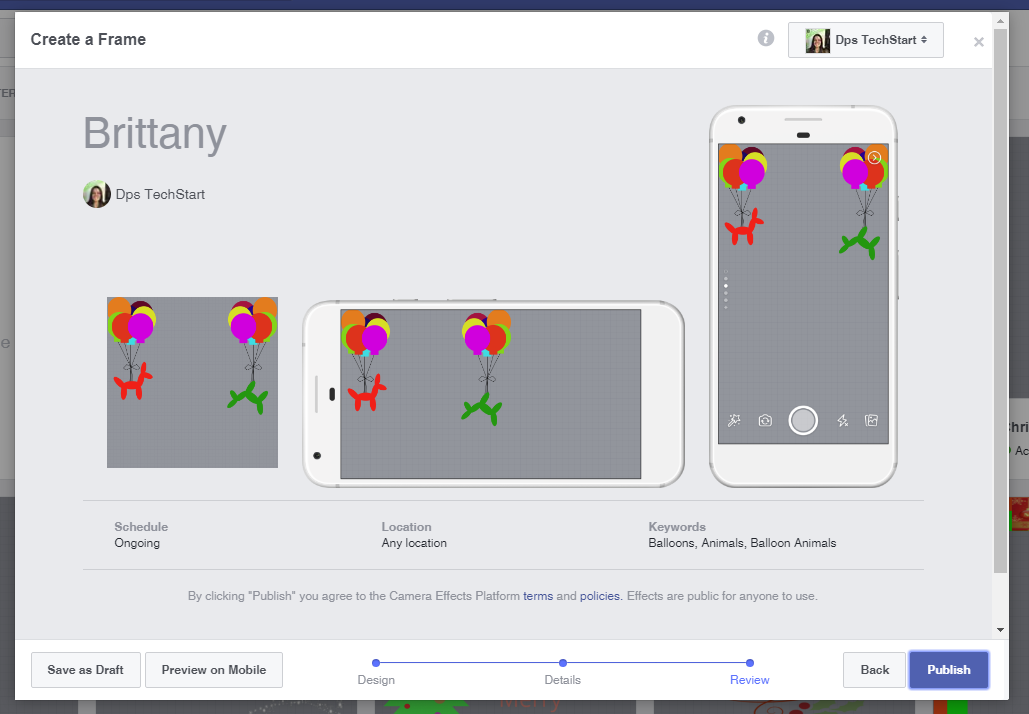 Create a Frame
Dps TechStart
Brittany
Dps TechStart
Schedule
Ongoing
Location
Any location
Keywords
Balloons, Animals, Balloon Animals
By clicking "Publish" you agree to the Camera Effects Platform terms and policies. Effects are public for anyone to use.
Save as Draft
Preview on Mobile
Design
Details
Review
Back
Publish
Merry